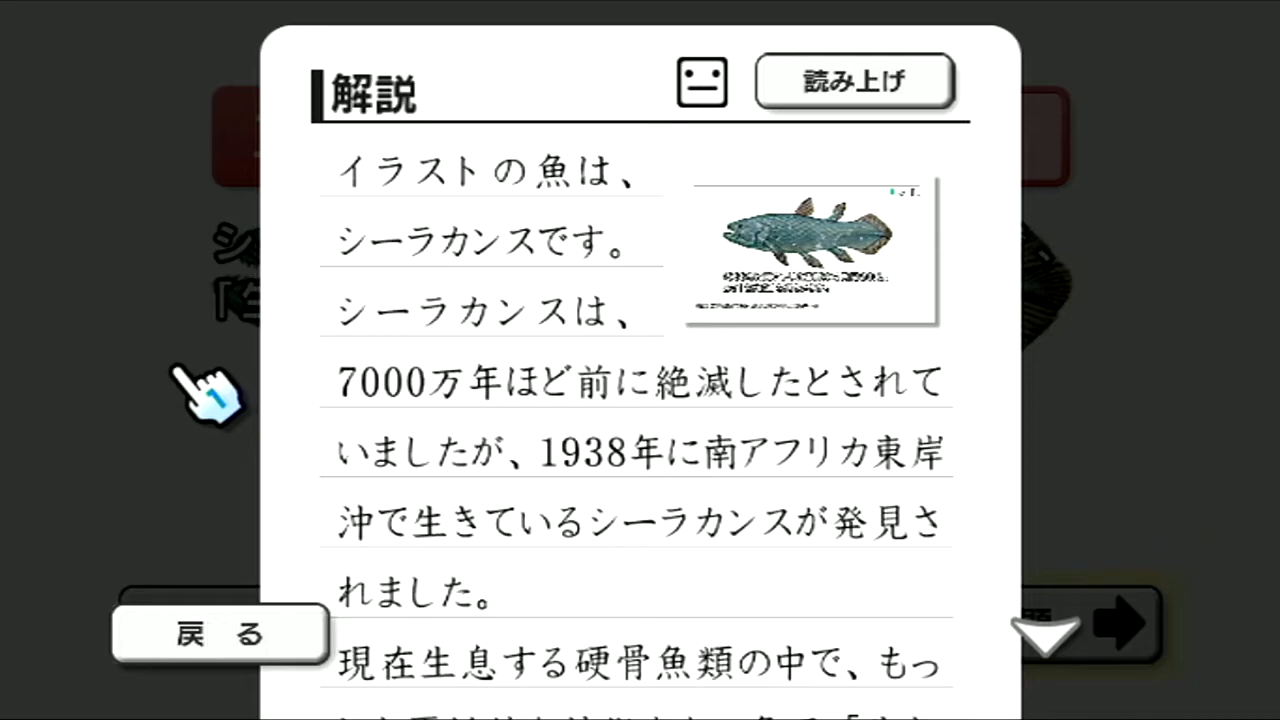 解説
読み上げ
イラストの魚は、
シーラカンスです。
シーラカンスは、
7000万年ほど前に絶滅したとされて
いましたが、1938年に南アフリカ東岸
沖で生きているシーラカンスが発見さ
れました。
現在生息する硬骨魚類の中で、もっ
戻る
1